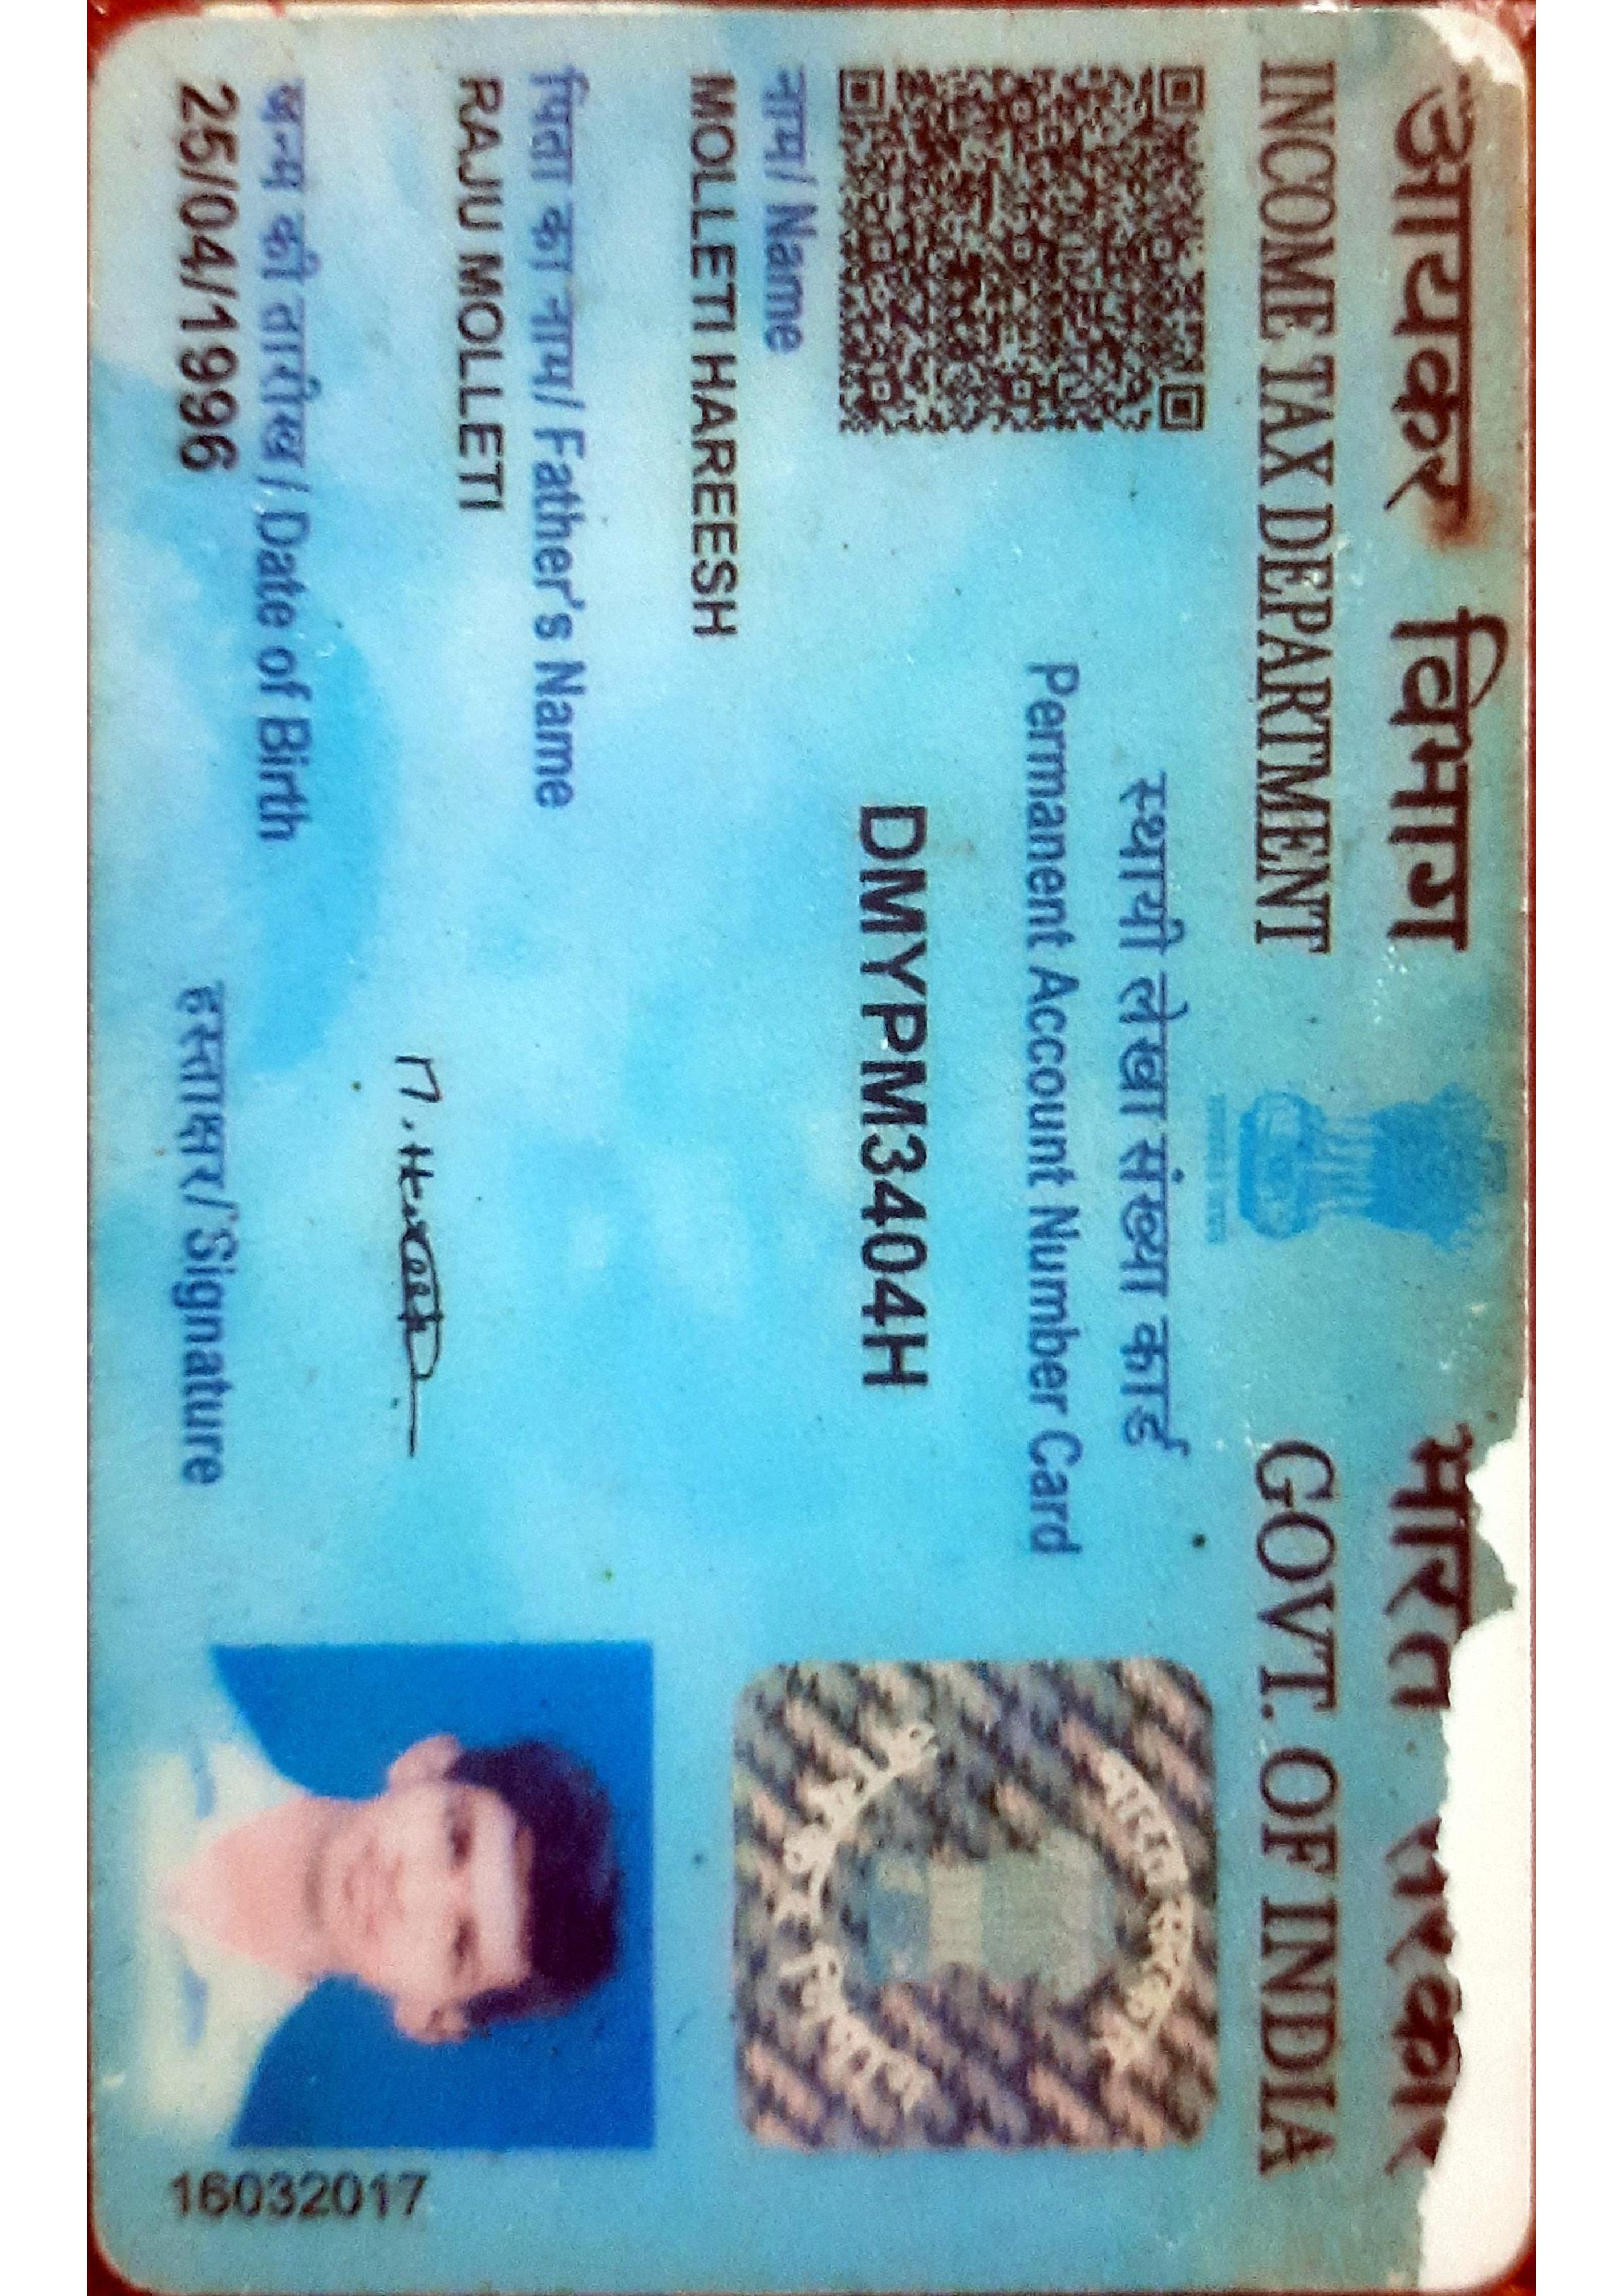 आयकर विभाग
INCOME TAX DEPARTMENT
भारत सरकार
GOVT. OF INDIA
स्थायी लेखा संख्या कार्ड
Permanent Account Number Card
DMYPM3404H
नाम/ Name
MOLLETI HAREESH
पिता का नाम/ Father's Name
RAJU MOLLETI
जन्म की तारीख / Date of Birth
25/04/1996
M. Hareesh
हस्ताक्षर/ Signature
16032017